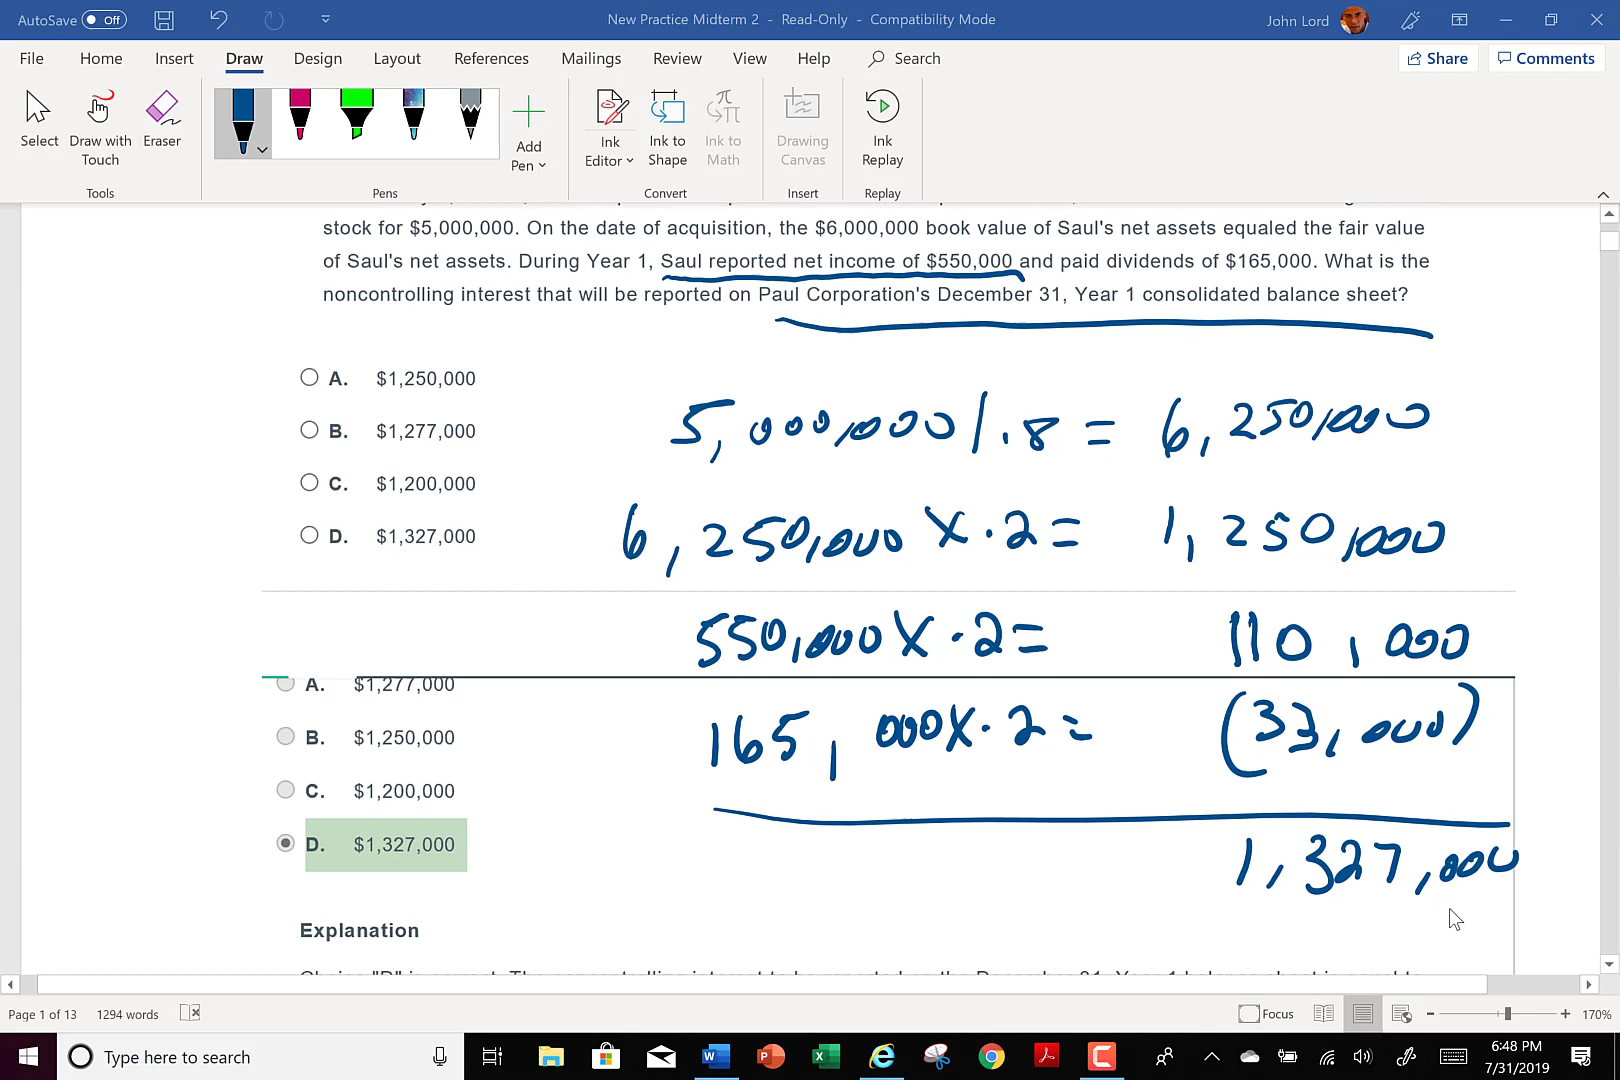 AutoSave Off
New Practice Midterm 2 - Read-Only - Compatibility Mode
John Lord
File Home Insert Draw Design Layout References Mailings Review View Help Search
Share Comments
Select
Draw with Touch
Eraser
Add Pen
Ink Editor
Ink to Shape
Ink to Math
Drawing Canvas
Ink Replay
Tools Pens Convert Insert Replay
stock for $5,000,000. On the date of acquisition, the $6,000,000 book value of Saul's net assets equaled the fair value
of Saul's net assets. During Year 1, Saul reported net income of $550,000 and paid dividends of $165,000. What is the
noncontrolling interest that will be reported on Paul Corporation's December 31, Year 1 consolidated balance sheet?
A. $1,250,000
B. $1,277,000
C. $1,200,000
D. $1,327,000
5,000,000/.8 = 6,250,000
6,250,000 X .2 = 1,250,000
550,000 X .2 = 110,000
A. $1,277,000
B. $1,250,000
C. $1,200,000
D. $1,327,000
165,000 X .2 = (33,000)
1,327,000
Explanation
Page 1 of 13 1294 words
Focus
170%
Type here to search
6:48 PM
7/31/2019